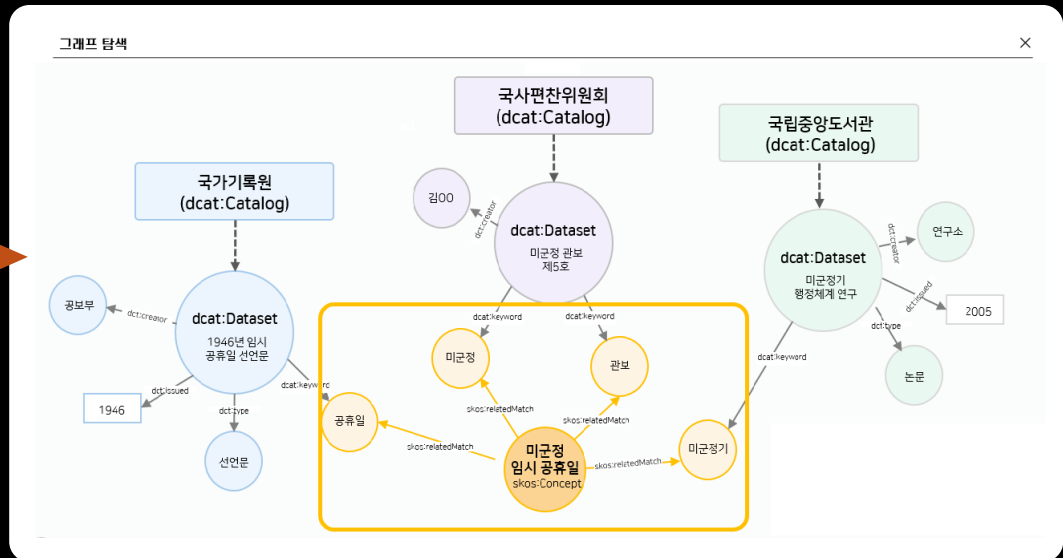 그래프 탐색
국사편찬위원회
(dcat:Catalog)
국립중앙도서관
(dcat:Catalog)
국가기록원
(dcat:Catalog)
김OO
dct:creator
dcat:Dataset
미군정 관보
제5호
dct:creator
연구소
dcat:Dataset
미군정기
행정체계 연구
dct:issued
2005
dct:type
논문
공보부
dct:creator
dcat:Dataset
1946년 임시
공휴일 선언문
dct:issued
1946
dct:type
선언문
dcat:keyword
dcat:keyword
dcat:keyword
dcat:keyword
미군정
관보
공휴일
미군정기
skos:relatedMatch
skos:relatedMatch
skos:relatedMatch
skos:relatedMatch
미군정
임시 공휴일
skos:Concept